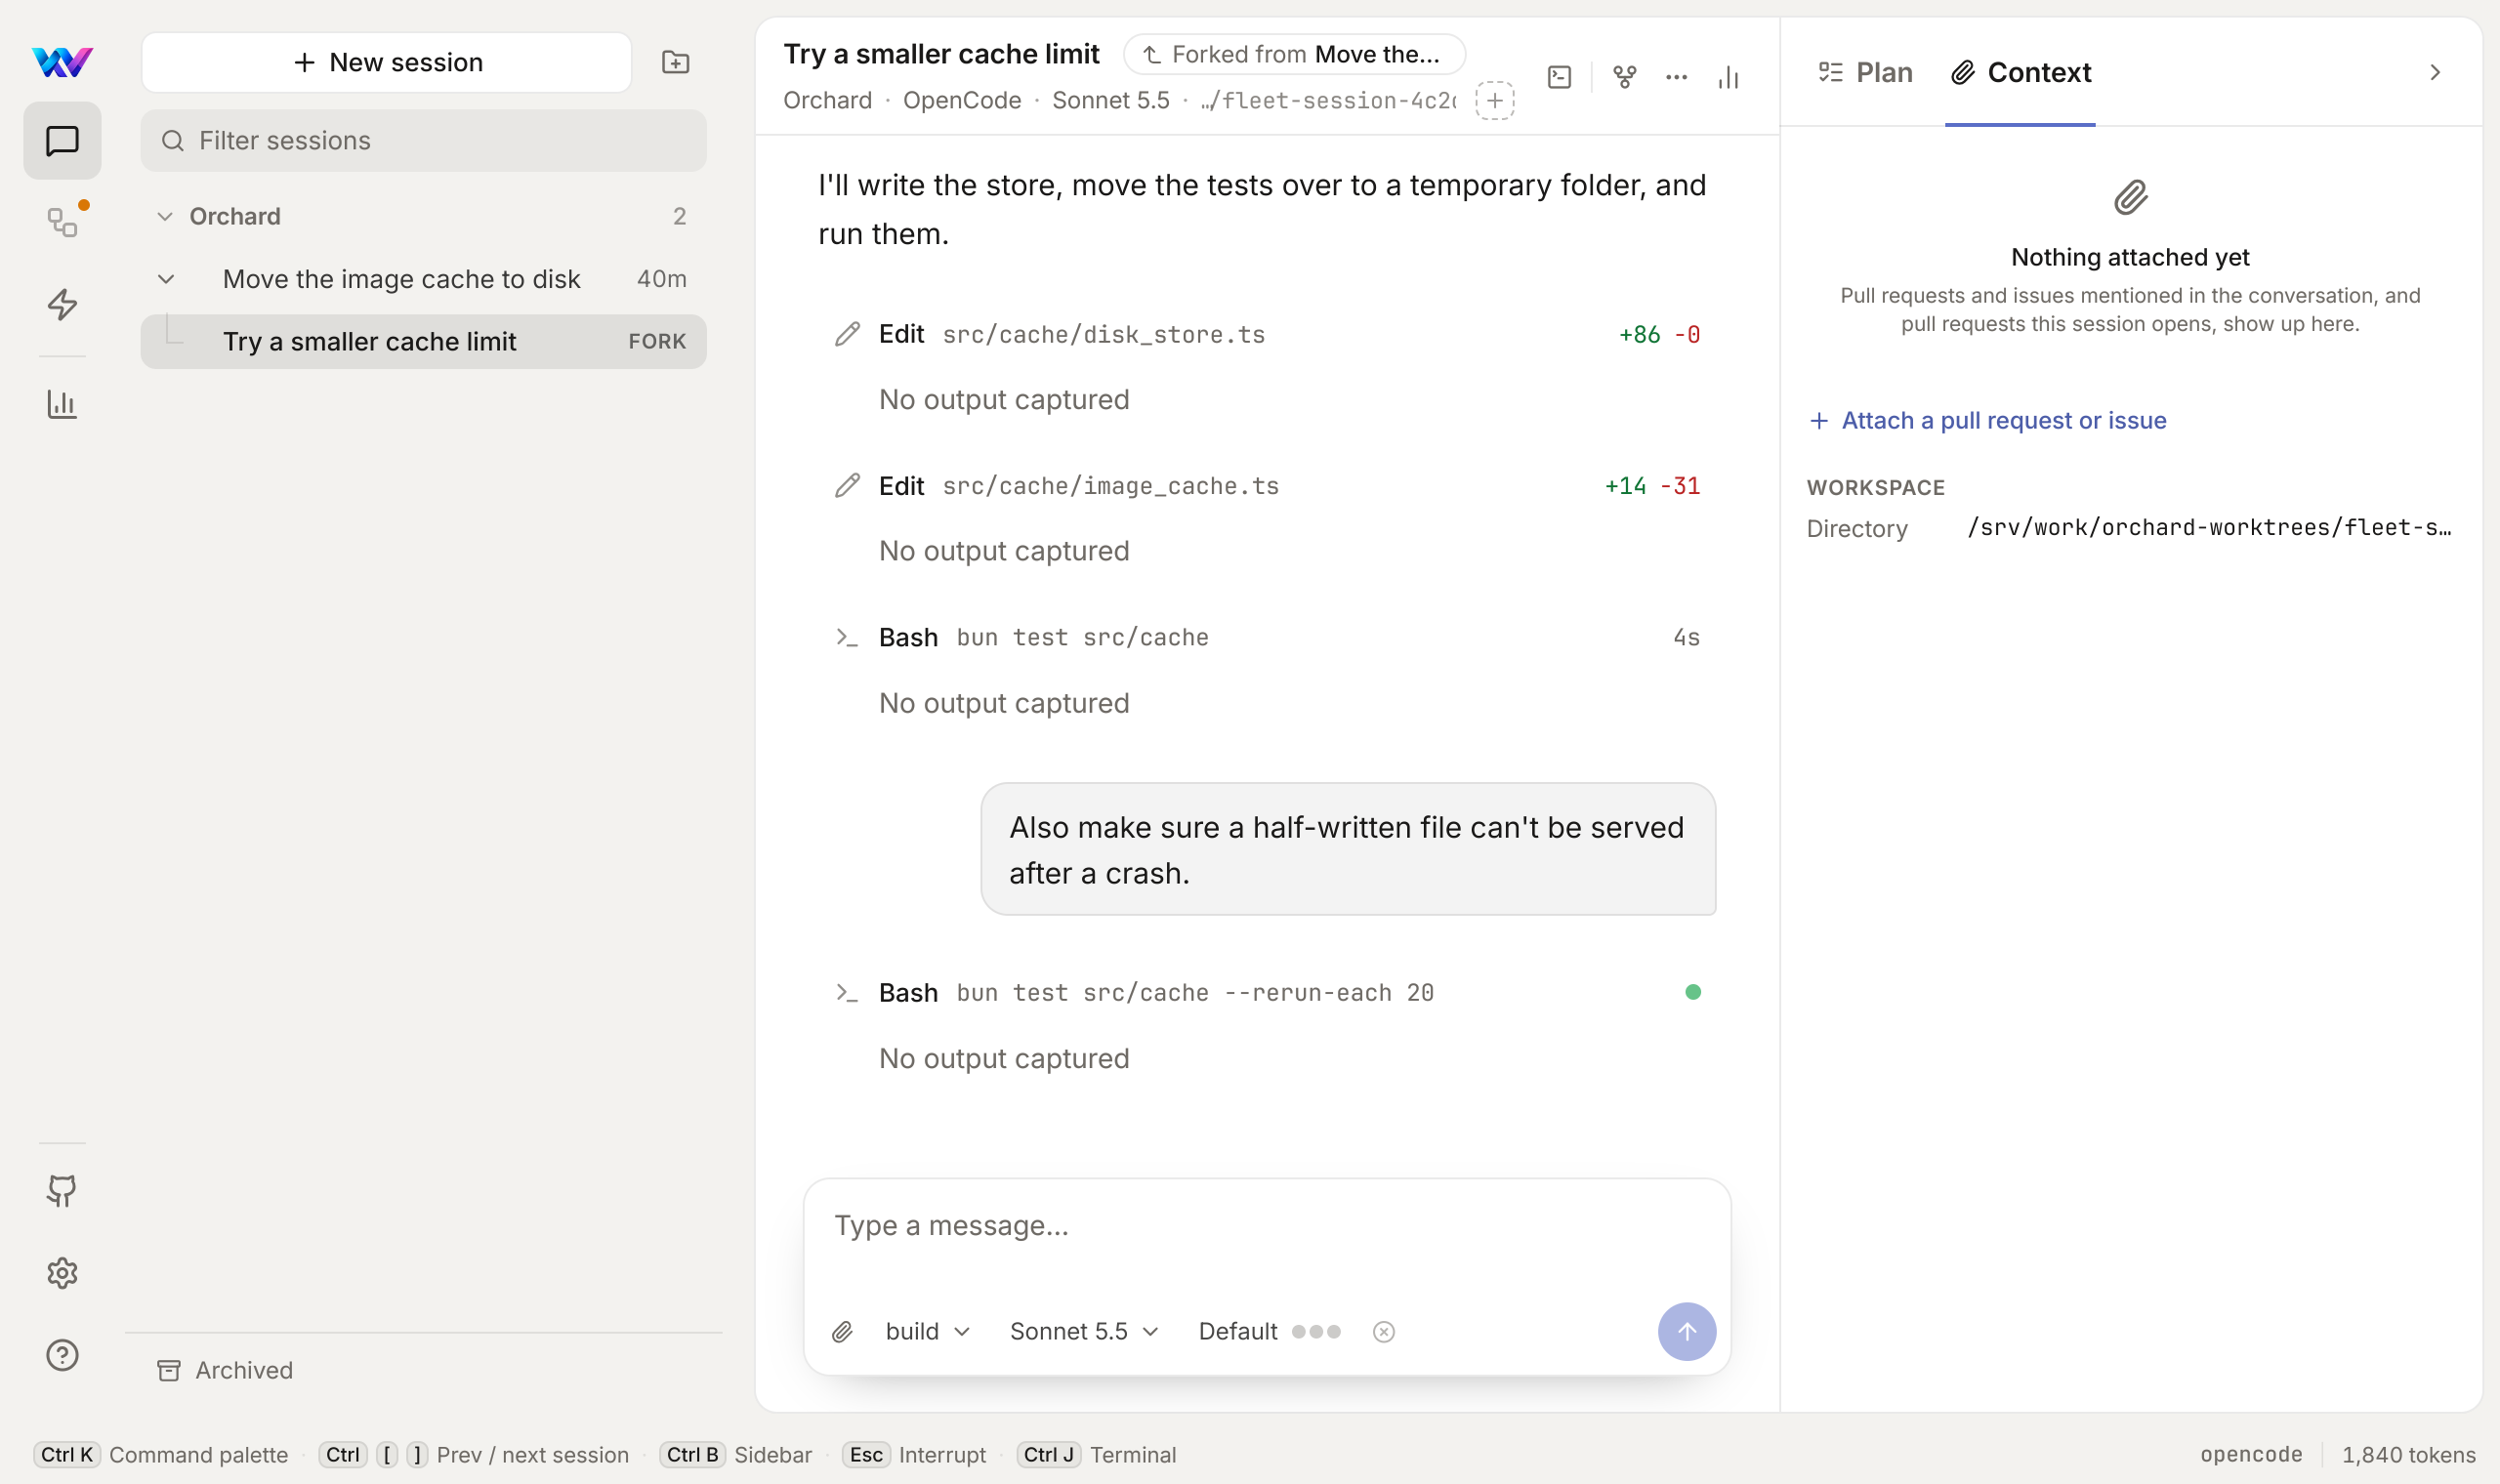 New session
Filter sessions
Orchard 2
Move the image cache to disk 40m
Try a smaller cache limit FORK
Archived
Try a smaller cache limit Forked from Move the...
Orchard · OpenCode · Sonnet 5.5 · …/fleet-session-4c2
I'll write the store, move the tests over to a temporary folder, and
run them.
Edit src/cache/disk_store.ts +86 -0
No output captured
Edit src/cache/image_cache.ts +14 -31
No output captured
Bash bun test src/cache 4s
No output captured
Also make sure a half-written file can't be served
after a crash.
Bash bun test src/cache --rerun-each 20
No output captured
Type a message...
build Sonnet 5.5 Default
Plan Context
Nothing attached yet
Pull requests and issues mentioned in the conversation, and
pull requests this session opens, show up here.
Attach a pull request or issue
WORKSPACE
Directory /srv/work/orchard-worktrees/fleet-s…
Ctrl K Command palette · Ctrl [ ] Prev / next session · Ctrl B Sidebar · Esc Interrupt · Ctrl J Terminal
opencode 1,840 tokens